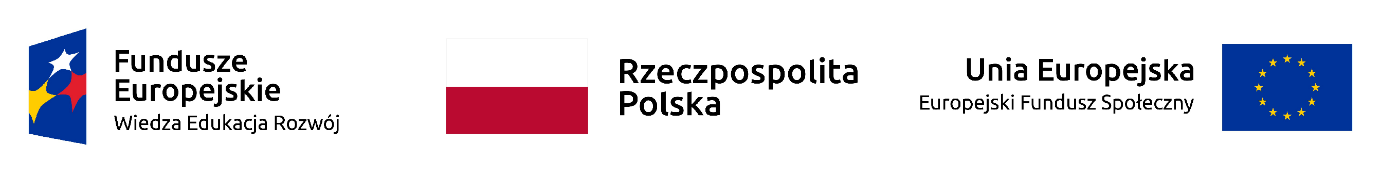 Fundusze
Europejskie
Wiedza Edukacja Rozwój
Rzeczpospolita
Polska
Unia Europejska
Europejski Fundusz Społeczny